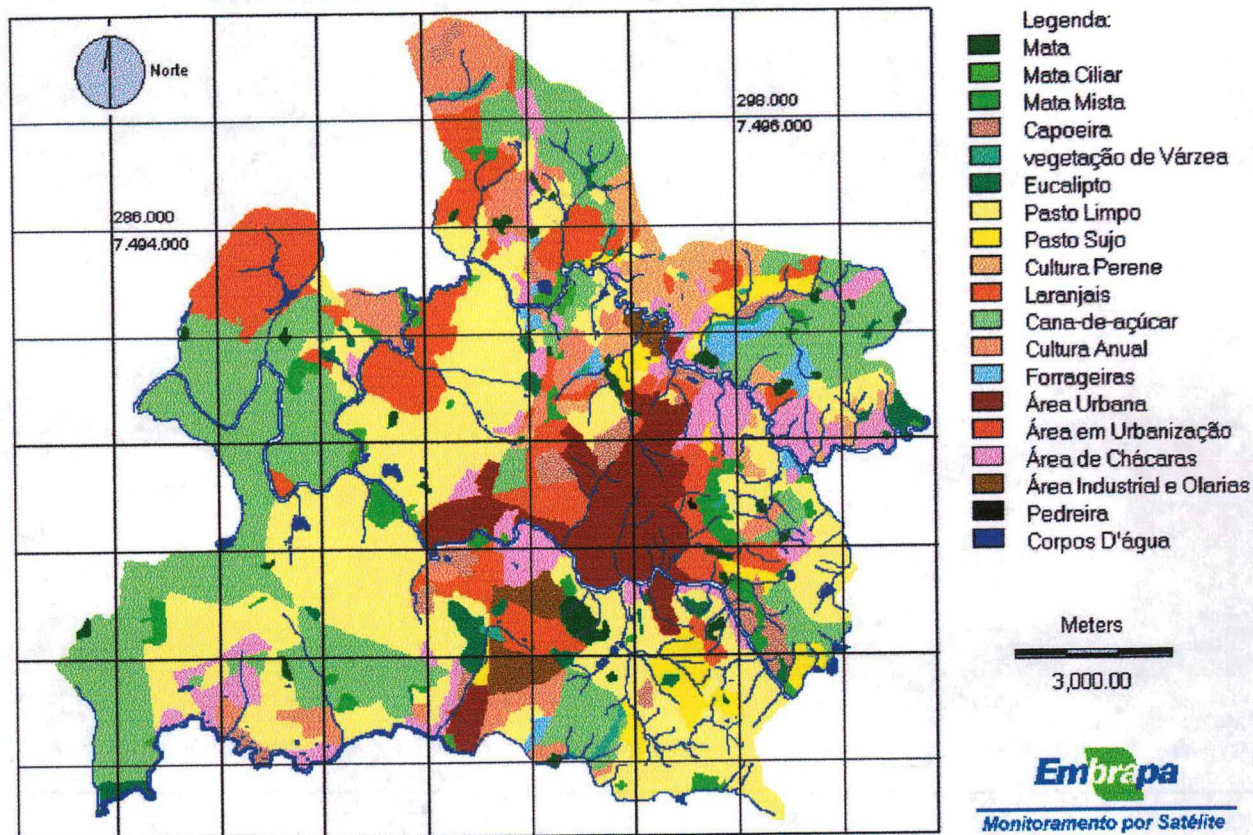 Norte
298.000
7.496.000
286.000
7.494.000
Legenda:
Mata
Mata Ciliar
Mata Mista
Capoeira
vegetação de Várzea
Eucalipto
Pasto Limpo
Pasto Sujo
Cultura Perene
Laranjais
Cana-de-açúcar
Cultura Anual
Forrageiras
Área Urbana
Área em Urbanização
Área de Chácaras
Área Industrial e Olarias
Pedreira
Corpos D'água
Meters
3,000.00
Embrapa
Monitoramento por Satélite